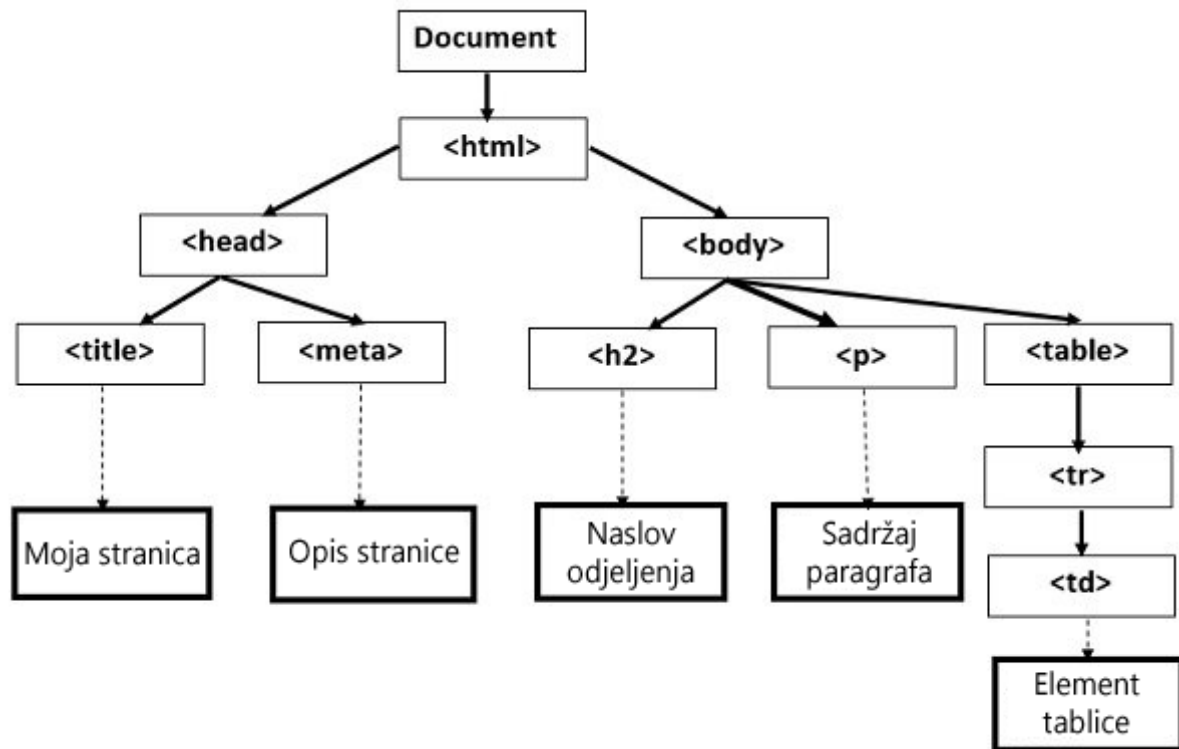 Document
<html>
<head>
<body>
<title>
<meta>
<h2>
<p>
<table>
<tr>
Moja stranica
Opis stranice
Naslov
odjeljenja
Sadržaj
paragrafa
<td>
Element
tablice